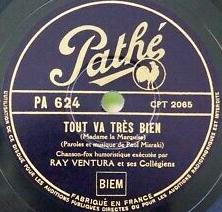 Pathé
PA 624
CPT 2065
TOUT VA TRÈS BIEN
(Madame la Marquise)
(Paroles et musique de Paul Misraki)
Chanson-fox humoristique exécutée par
RAY VENTURA et ses Collégiens
BIEM
FABRIQUÉ EN FRANCE